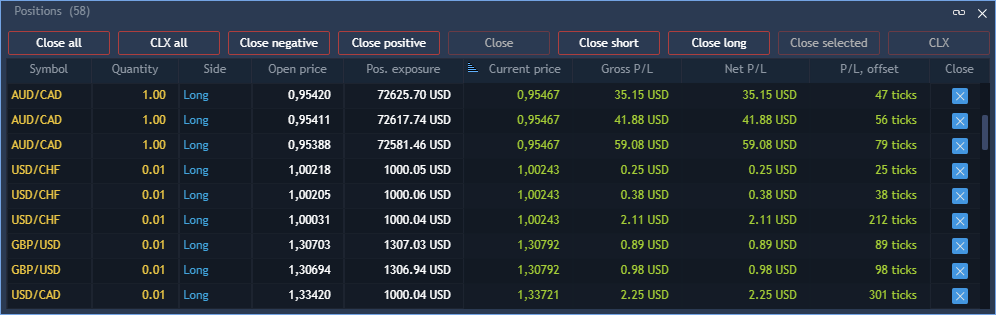 Positions (58)
Close all CLX all Close negative Close positive Close Close short Close long Close selected CLX
Symbol Quantity Side Open price Pos. exposure Current price Gross P/L Net P/L P/L, offset Close
AUD/CAD 1.00 Long 0,95420 72625.70 USD 0,95467 35.15 USD 35.15 USD 47 ticks
AUD/CAD 1.00 Long 0,95411 72617.74 USD 0,95467 41.88 USD 41.88 USD 56 ticks
AUD/CAD 1.00 Long 0,95388 72581.46 USD 0,95467 59.08 USD 59.08 USD 79 ticks
USD/CHF 0.01 Long 1,00218 1000.05 USD 1,00243 0.25 USD 0.25 USD 25 ticks
USD/CHF 0.01 Long 1,00205 1000.06 USD 1,00243 0.38 USD 0.38 USD 38 ticks
USD/CHF 0.01 Long 1,00031 1000.04 USD 1,00243 2.11 USD 2.11 USD 212 ticks
GBP/USD 0.01 Long 1,30703 1307.03 USD 1,30792 0.89 USD 0.89 USD 89 ticks
GBP/USD 0.01 Long 1,30694 1306.94 USD 1,30792 0.98 USD 0.98 USD 98 ticks
USD/CAD 0.01 Long 1,33420 1000.04 USD 1,33721 2.25 USD 2.25 USD 301 ticks